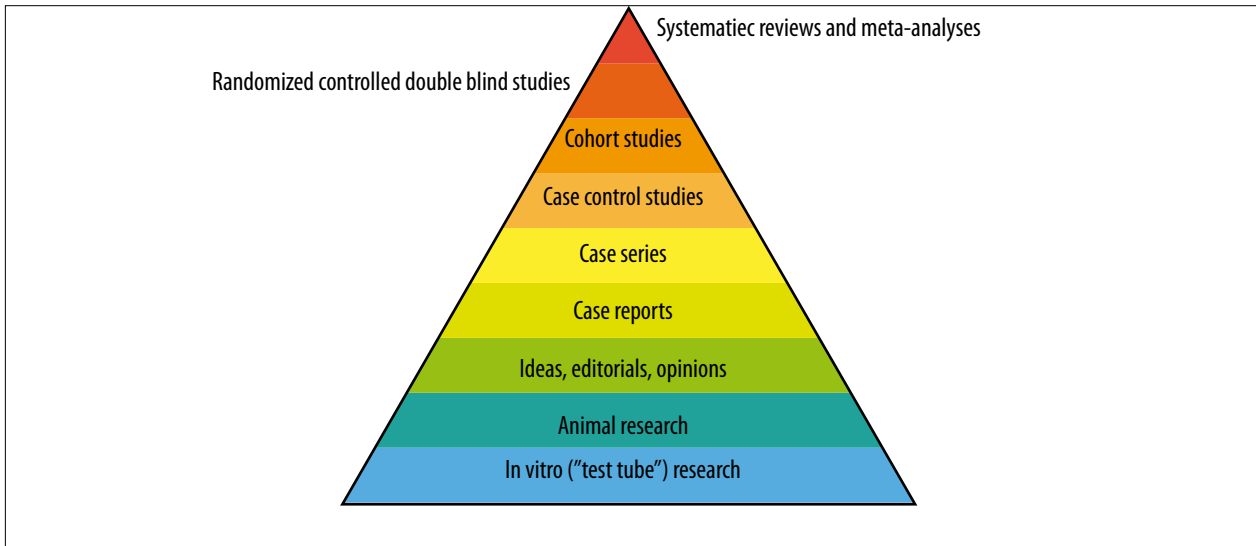 Systematiec reviews and meta-analyses
Randomized controlled double blind studies
Cohort studies
Case control studies
Case series
Case reports
Ideas, editorials, opinions
Animal research
In vitro (”test tube”) research